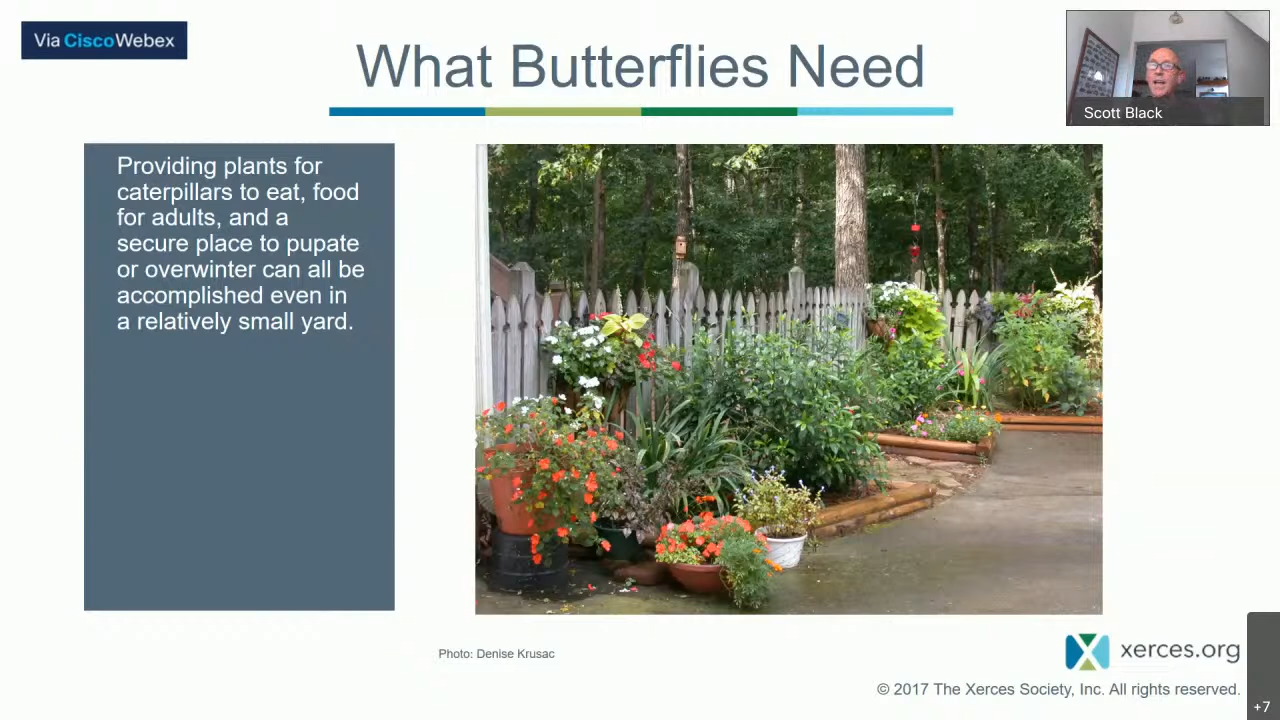 Via CiscoWebex
What Butterflies Need
Scott Black
Providing plants for
caterpillars to eat, food
for adults, and a
secure place to pupate
or overwinter can all be
accomplished even in
a relatively small yard.
Photo: Denise Krusac
xerces.org
© 2017 The Xerces Society, Inc. All rights reserved.
+7